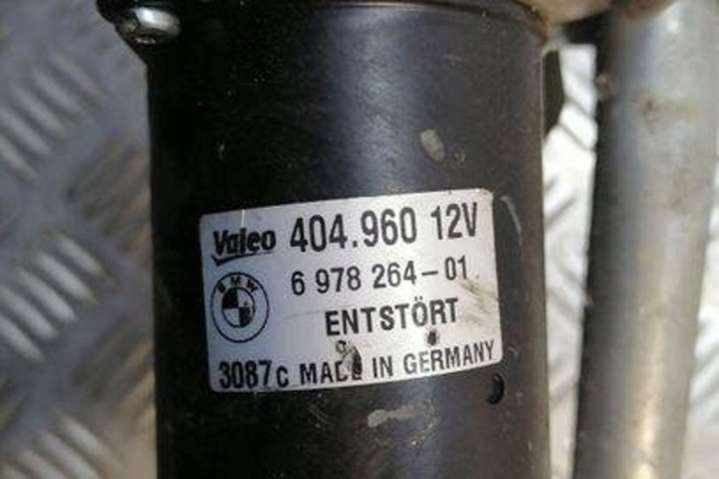 Valeo 404.960 12V
6 978 264-01
BMW
ENTSTÖRT
3087c MADE IN GERMANY